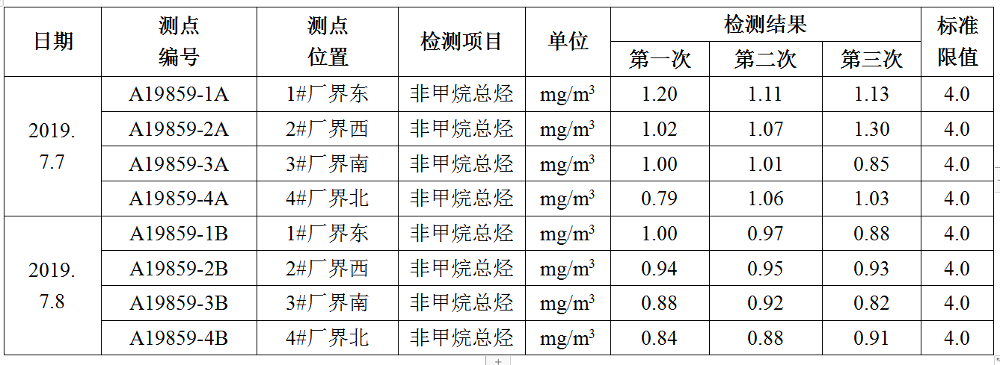 日期 测点编号 测点位置 检测项目 单位 检测结果 标准限值
第一次 第二次 第三次
2019.7.7 A19859-1A 1#厂界东 非甲烷总烃 mg/m³ 1.20 1.11 1.13 4.0
A19859-2A 2#厂界西 非甲烷总烃 mg/m³ 1.02 1.07 1.30 4.0
A19859-3A 3#厂界南 非甲烷总烃 mg/m³ 1.00 1.01 0.85 4.0
A19859-4A 4#厂界北 非甲烷总烃 mg/m³ 0.79 1.06 1.03 4.0
2019.7.8 A19859-1B 1#厂界东 非甲烷总烃 mg/m³ 1.00 0.97 0.88 4.0
A19859-2B 2#厂界西 非甲烷总烃 mg/m³ 0.94 0.95 0.93 4.0
A19859-3B 3#厂界南 非甲烷总烃 mg/m³ 0.88 0.92 0.82 4.0
A19859-4B 4#厂界北 非甲烷总烃 mg/m³ 0.84 0.88 0.91 4.0